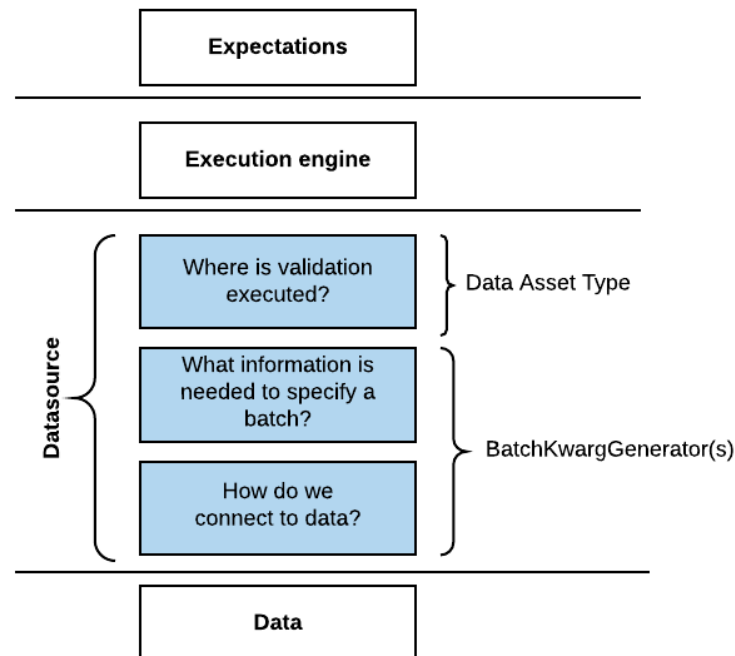 Expectations
Execution engine
Where is validation
executed?
Data Asset Type
Datasource
What information is
needed to specify a
batch?
BatchKwargGenerator(s)
How do we
connect to data?
Data